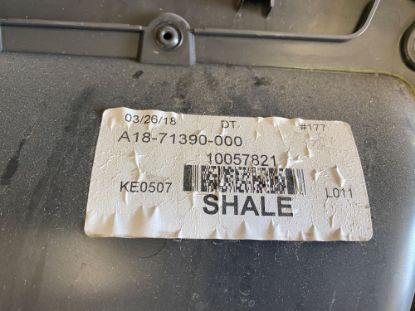 03/26/18 DT. #177
A18-71390-000
10057821
KE0507 L011
SHALE